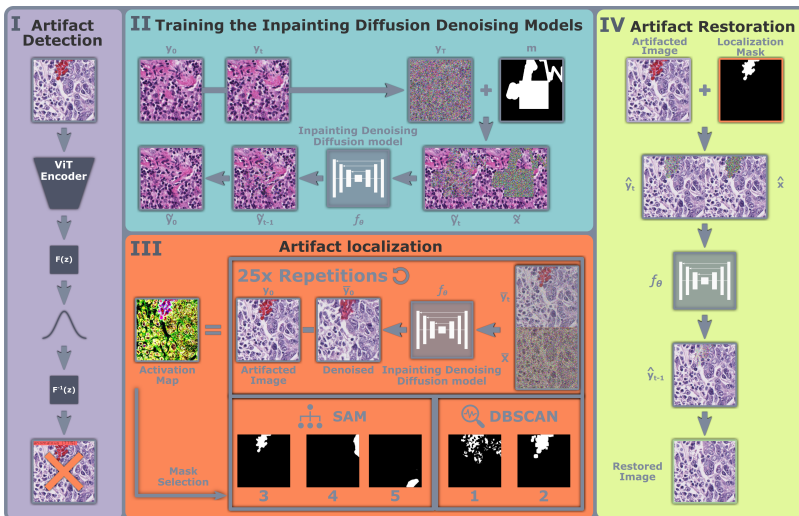 I Artifact
Detection
ViT
Encoder
F(z)
F⁻¹(z)
II Training the Inpainting Diffusion Denoising Models
y₀
yₜ
y_T
m
+
Inpainting Denoising
Diffusion model
ỹ₀
ỹₜ₋₁
f_θ
ỹₜ
x̃
III Artifact localization
25x Repetitions
y₀
ỹ₀
f_θ
ỹₜ
x̃
=
-
Activation
Map
Artifacted
Image
Denoised
Inpainting Denoising
Diffusion model
Mask
Selection
SAM
3
4
5
DBSCAN
1
2
IV Artifact Restoration
Artifacted
Image
Localization
Mask
+
ŷₜ
x̂
f_θ
ŷₜ₋₁
Restored
Image